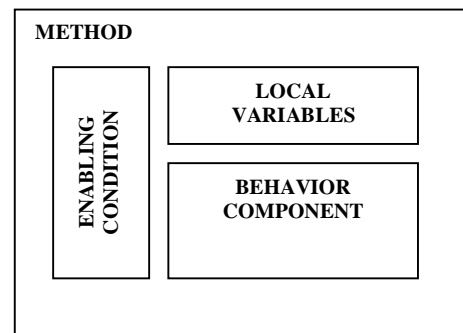 METHOD
ENABLING
CONDITION
LOCAL
VARIABLES
BEHAVIOR
COMPONENT